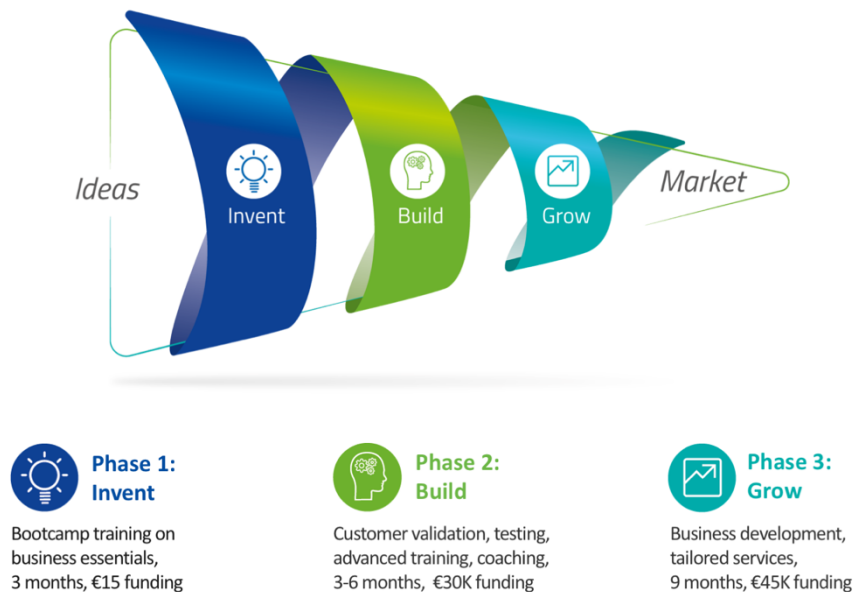 Ideas
Invent
Build
Grow
Market
Phase 1:
Invent
Bootcamp training on
business essentials,
3 months, €15 funding
Phase 2:
Build
Customer validation, testing,
advanced training, coaching,
3-6 months, €30K funding
Phase 3:
Grow
Business development,
tailored services,
9 months, €45K funding